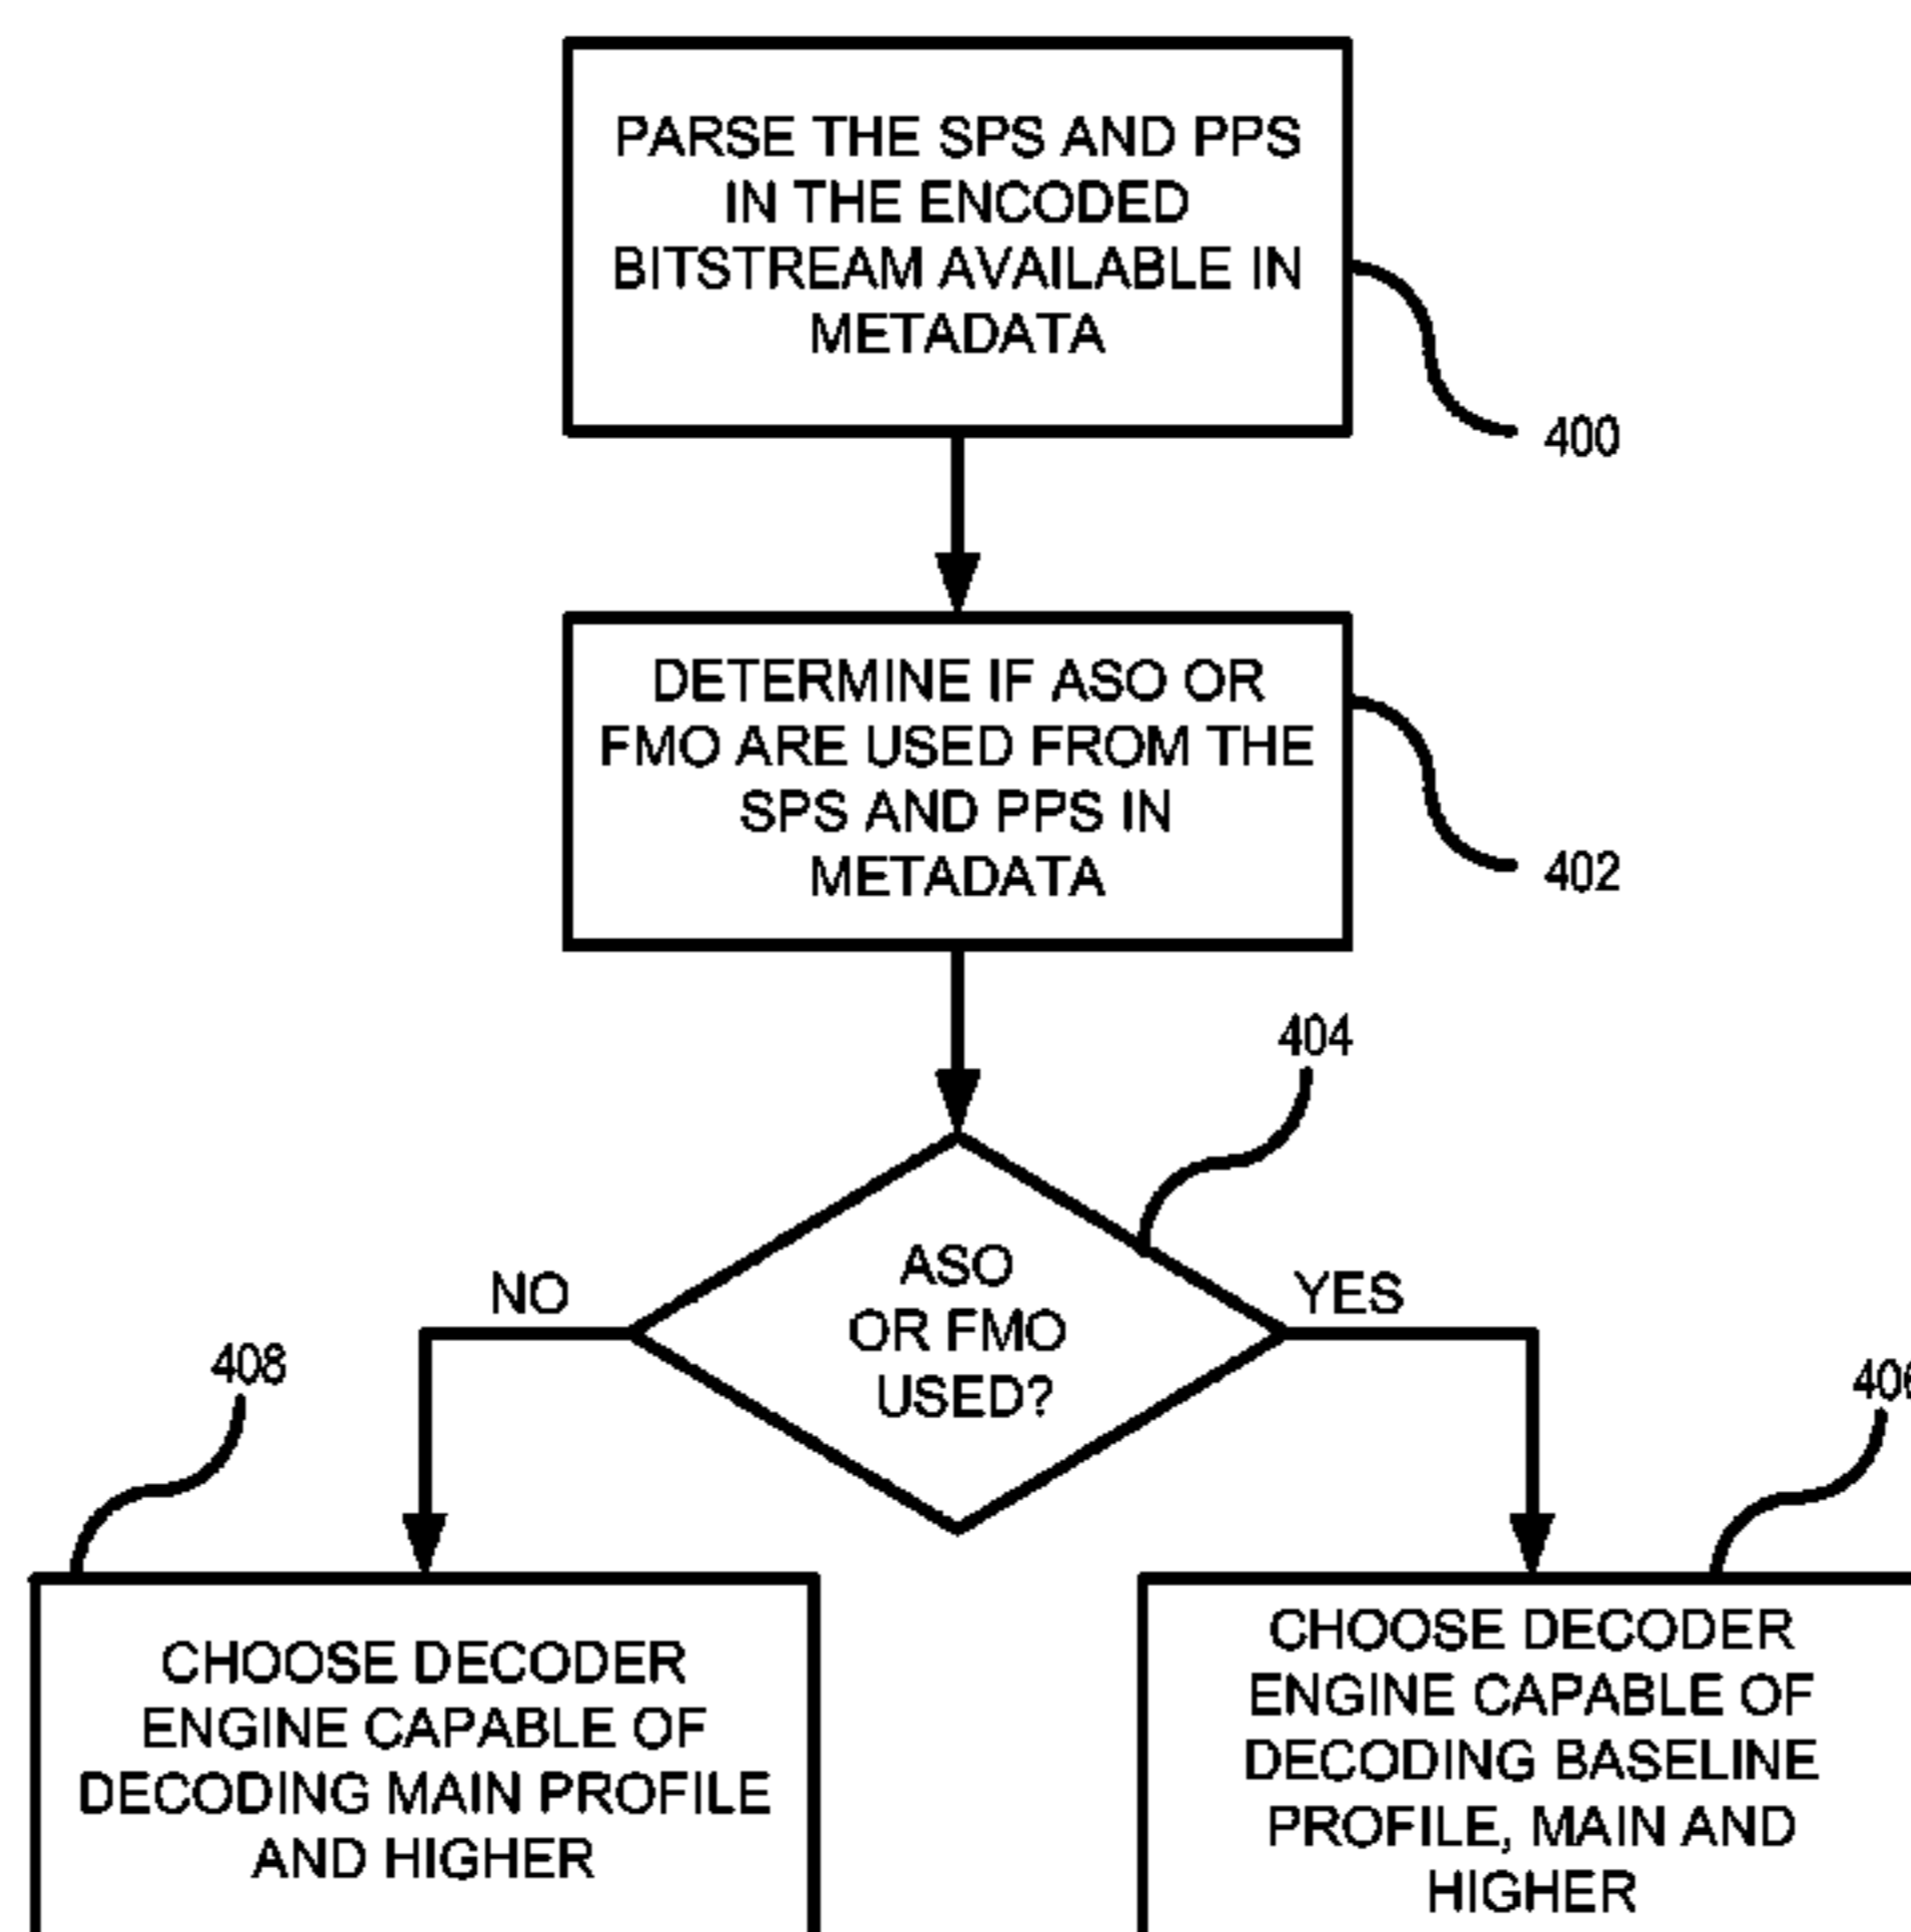 PARSE THE SPS AND PPS
IN THE ENCODED
BITSTREAM AVAILABLE IN
METADATA
400
DETERMINE IF ASO OR
FMO ARE USED FROM THE
SPS AND PPS IN
METADATA
402
404
ASO
OR FMO
USED?
NO
YES
408
406
CHOOSE DECODER
ENGINE CAPABLE OF
DECODING MAIN PROFILE
AND HIGHER
CHOOSE DECODER
ENGINE CAPABLE OF
DECODING BASELINE
PROFILE, MAIN AND
HIGHER